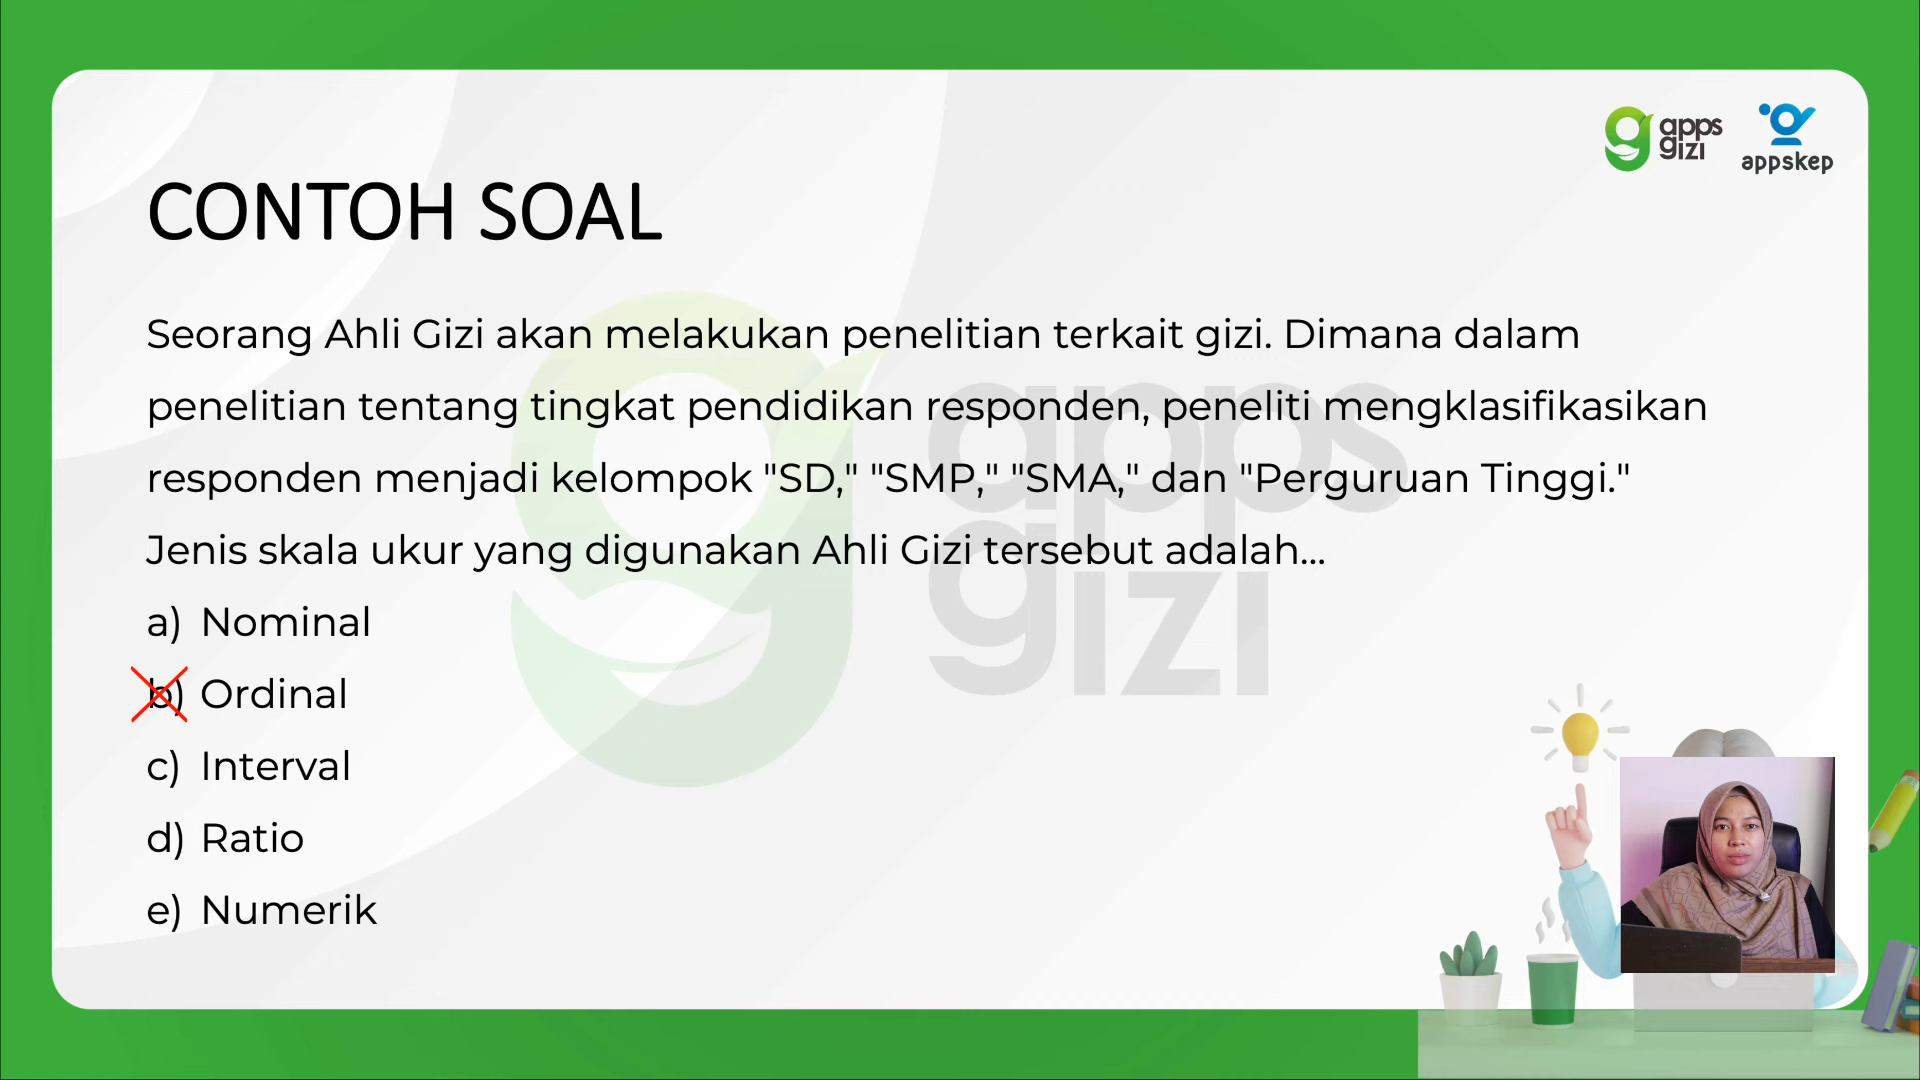 apps
gizi
appskep
CONTOH SOAL
Seorang Ahli Gizi akan melakukan penelitian terkait gizi. Dimana dalam
penelitian tentang tingkat pendidikan responden, peneliti mengklasifikasikan
responden menjadi kelompok "SD," "SMP," "SMA," dan "Perguruan Tinggi."
Jenis skala ukur yang digunakan Ahli Gizi tersebut adalah...
a) Nominal
b) Ordinal
c) Interval
d) Ratio
e) Numerik
apps
gizi